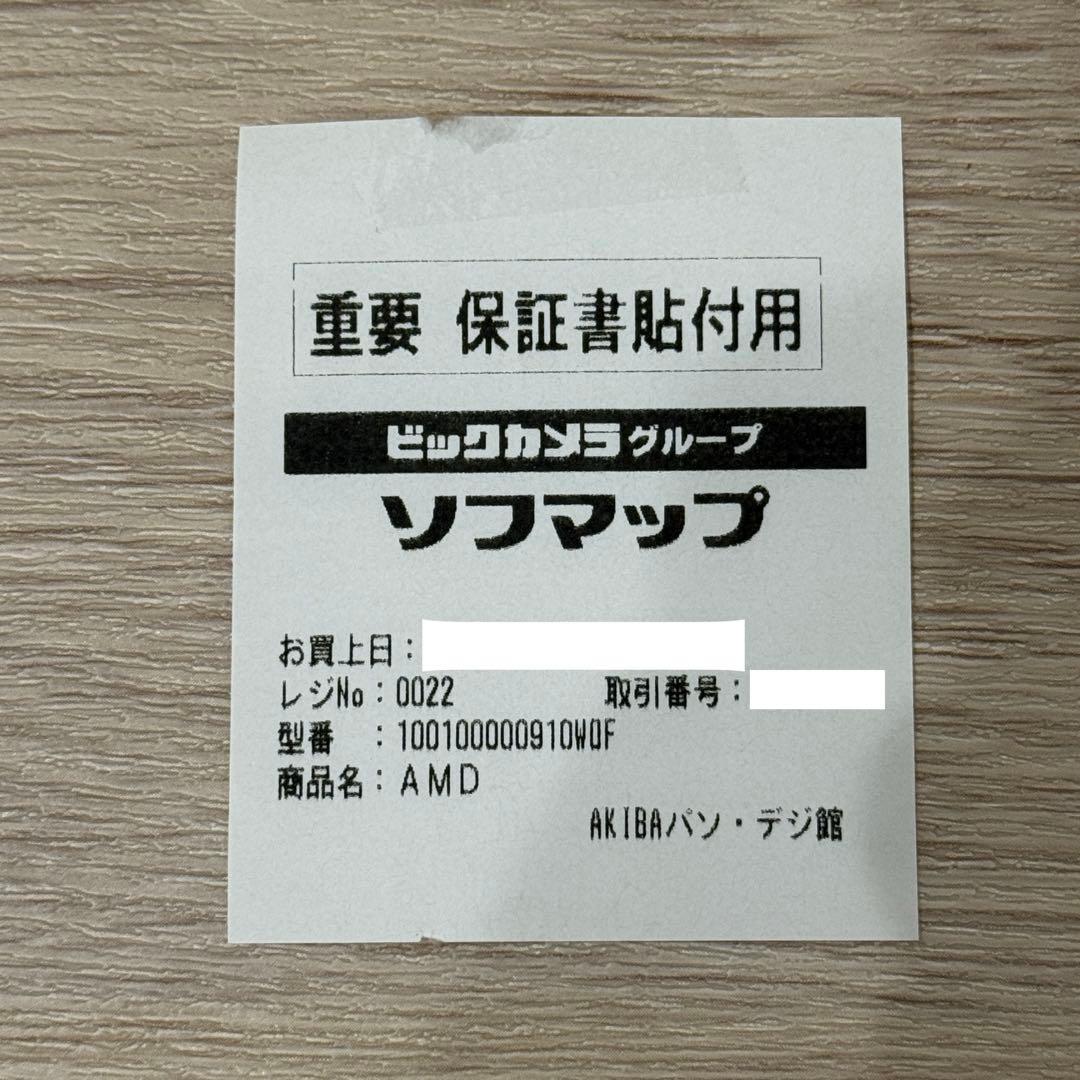 重要 保証書貼付用
ビックカメラグループ
ソフマップ
お買上日：
レジNo：0022 取引番号：
型番 ：100100000910WOF
商品名：AMD
AKIBAパソ・デジ館